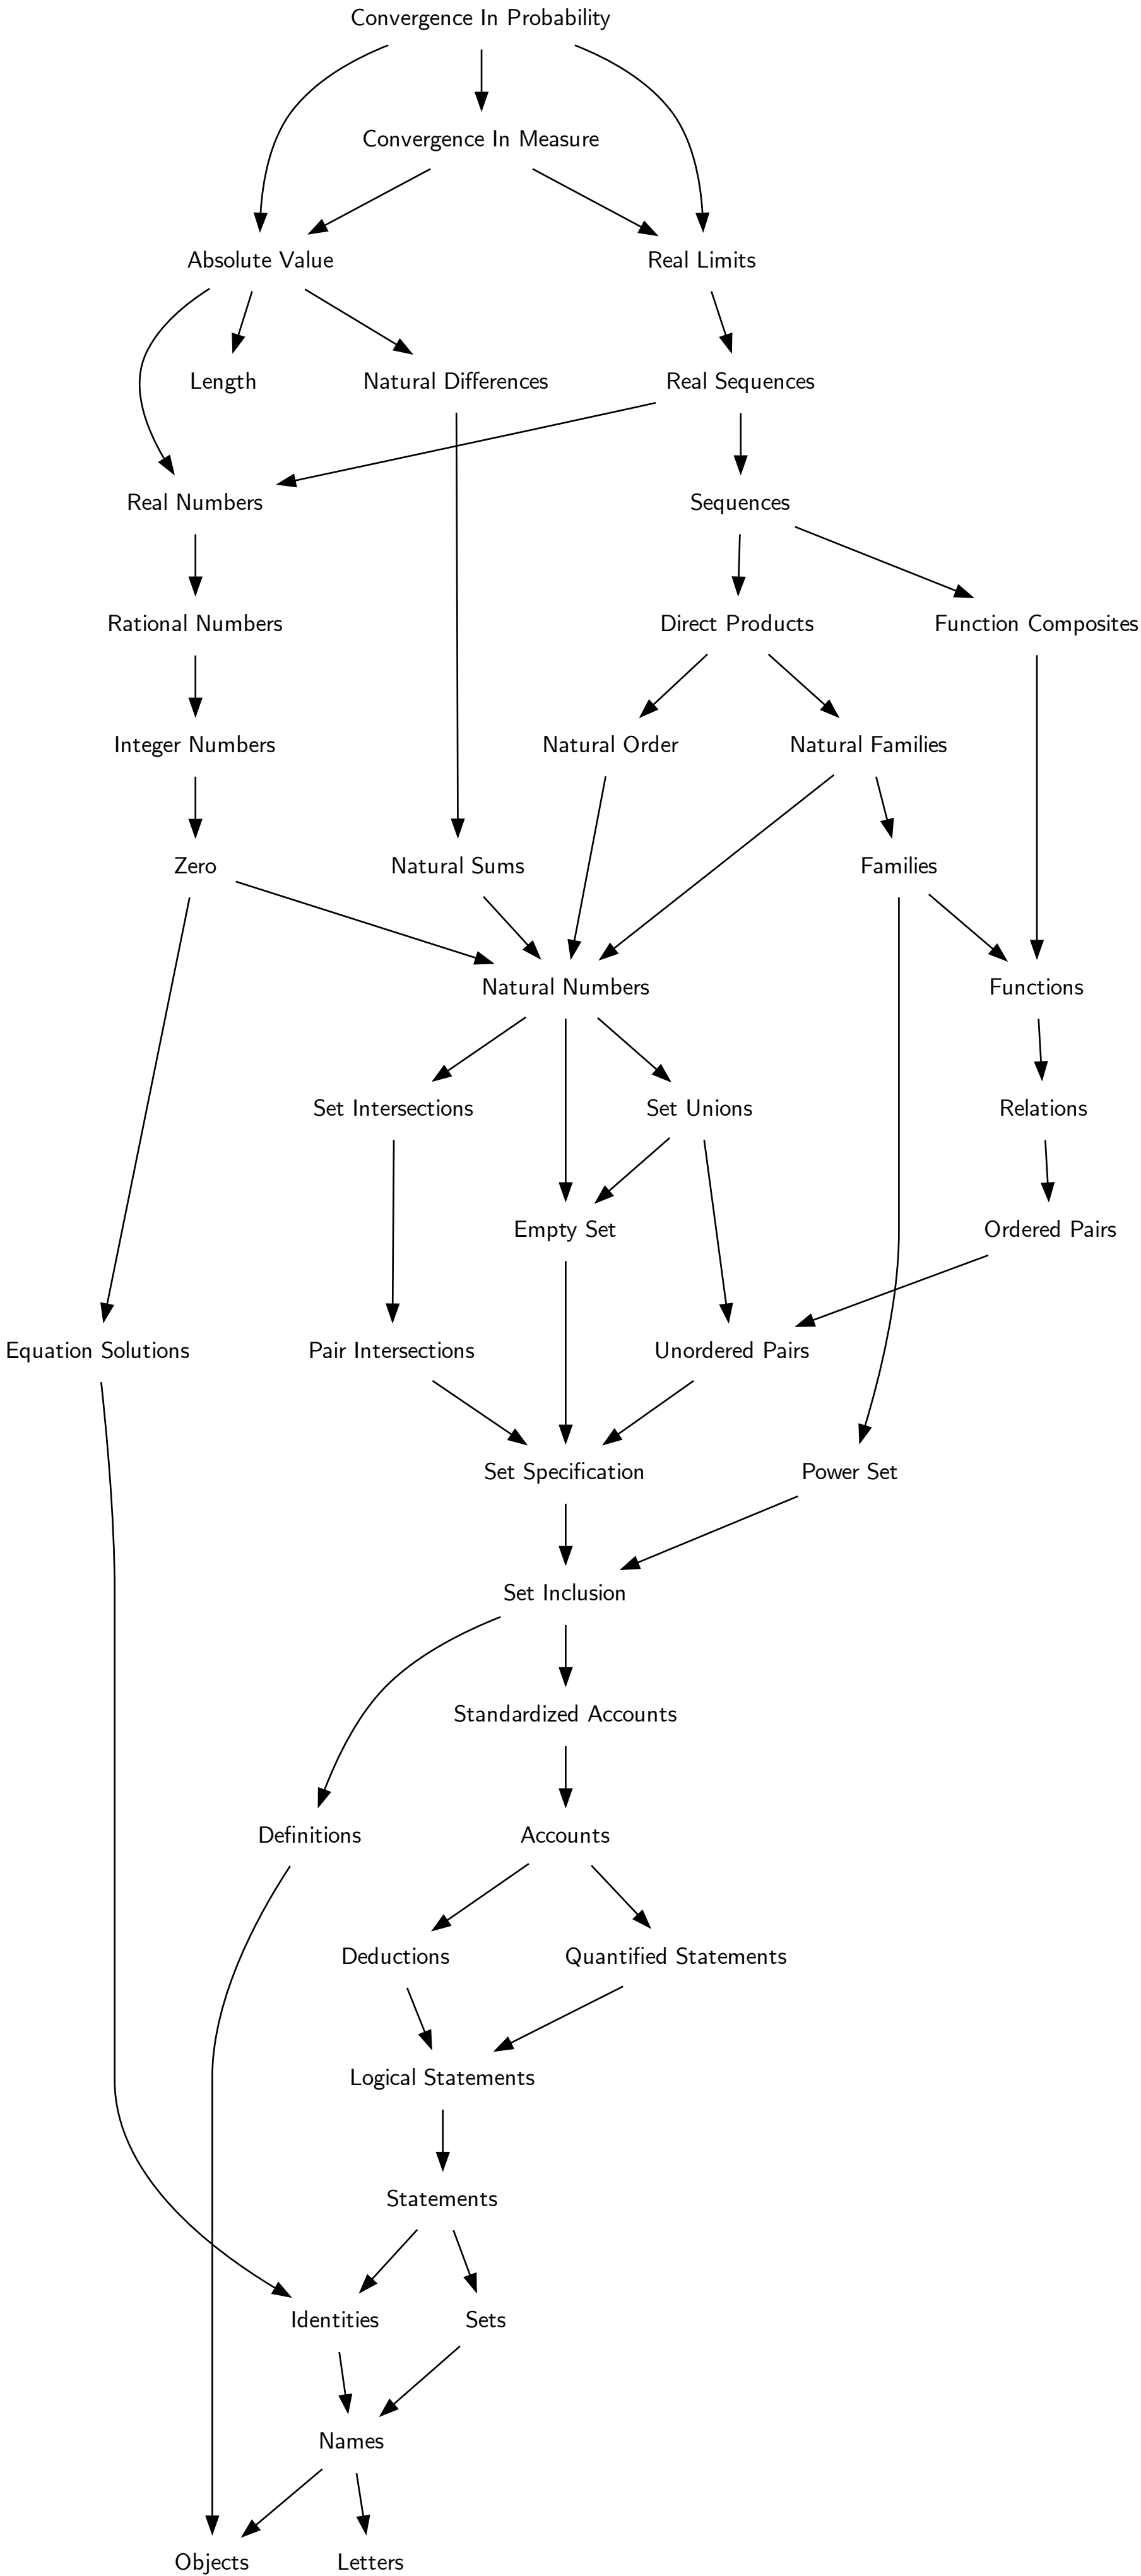 Convergence In Probability
Convergence In Measure
Absolute Value
Real Limits
Length
Natural Differences
Real Sequences
Real Numbers
Sequences
Rational Numbers
Direct Products
Function Composites
Integer Numbers
Natural Order
Natural Families
Zero
Natural Sums
Families
Natural Numbers
Functions
Set Intersections
Set Unions
Relations
Empty Set
Ordered Pairs
Equation Solutions
Pair Intersections
Unordered Pairs
Set Specification
Power Set
Set Inclusion
Standardized Accounts
Definitions
Accounts
Deductions
Quantified Statements
Logical Statements
Statements
Identities
Sets
Names
Objects
Letters